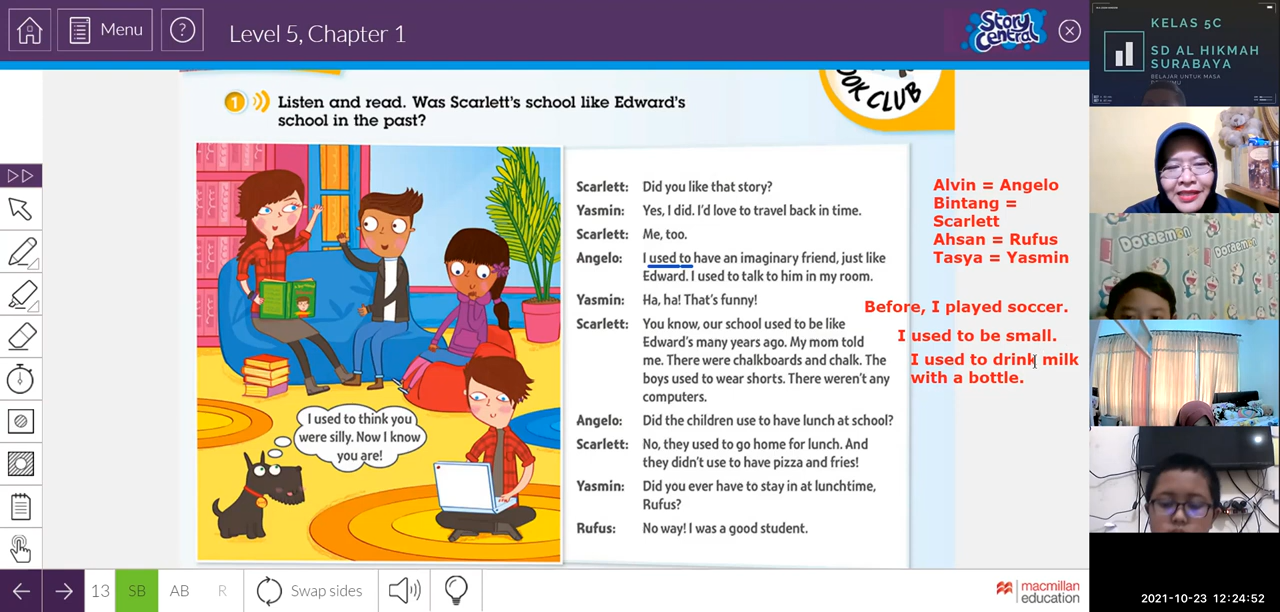 Menu
?
Level 5, Chapter 1
Story
Central
OOK CLUB
1
Listen and read. Was Scarlett's school like Edward's
school in the past?
Scarlett: Did you like that story?
Yasmin: Yes, I did. I'd love to travel back in time.
Scarlett: Me, too.
Angelo: I used to have an imaginary friend, just like
Edward. I used to talk to him in my room.
Yasmin: Ha, ha! That's funny!
Scarlett: You know, our school used to be like
Edward's many years ago. My mom told
me. There were chalkboards and chalk. The
boys used to wear shorts. There weren't any
computers.
Angelo: Did the children use to have lunch at school?
Scarlett: No, they used to go home for lunch. And
they didn't use to have pizza and fries!
Yasmin: Did you ever have to stay in at lunchtime,
Rufus?
Rufus: No way! I was a good student.
I used to think you
were silly. Now I know
you are!
Alvin = Angelo
Bintang =
Scarlett
Ahsan = Rufus
Tasya = Yasmin
Before, I played soccer.
I used to be small.
I used to drink milk
with a bottle.
KELAS 5C
SD AL HIKMAH
SURABAYA
BELAJAR UNTUK MASA
Doraemon
Doraemon
13
SB
AB
R
Swap sides
macmillan
education
2021-10-23 12:24:52